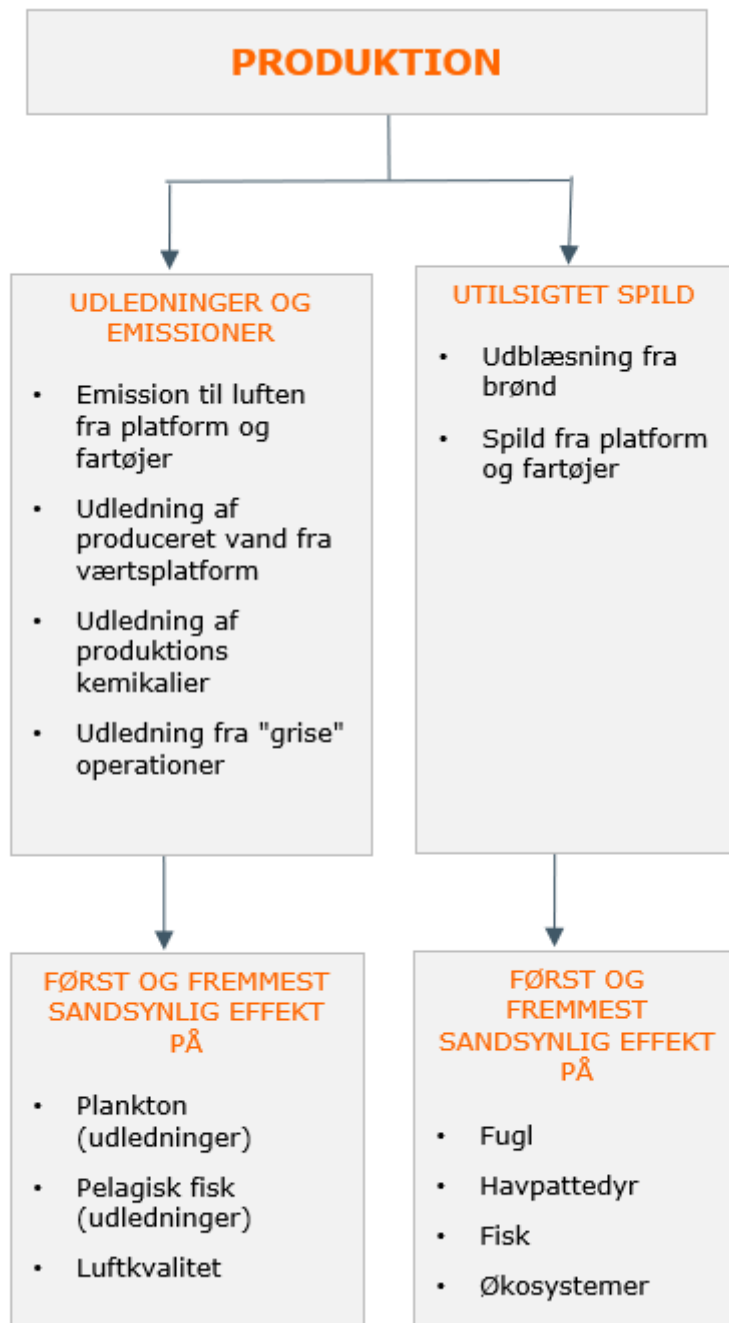 PRODUKTION
UDLEDNINGER OG
EMISSIONER
• Emission til luften
fra platform og
fartøjer
• Udledning af
produceret vand fra
værtsplatform
• Udledning af
produktions
kemikalier
• Udledning fra "grise"
operationer
UTILSIGTET SPILD
• Udblæsning fra
brønd
• Spild fra platform
og fartøjer
FØRST OG FREMMEST
SANDSYNLIG EFFEKT
PÅ
• Plankton
(udledninger)
• Pelagisk fisk
(udledninger)
• Luftkvalitet
FØRST OG
FREMMEST
SANDSYNLIG EFFEKT
PÅ
• Fugl
• Havpattedyr
• Fisk
• Økosystemer